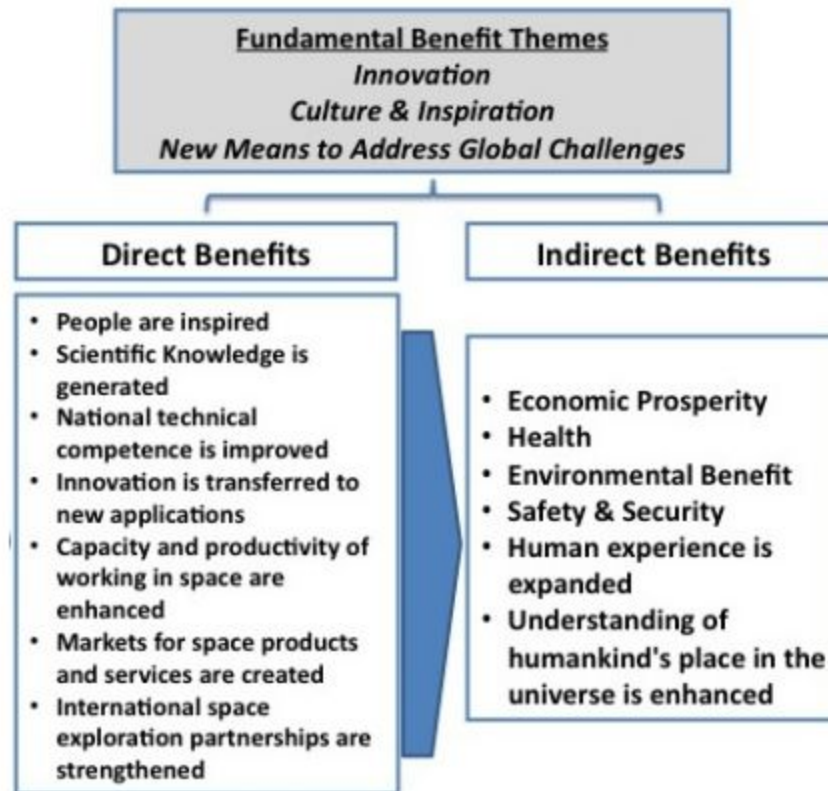 Fundamental Benefit Themes
Innovation
Culture & Inspiration
New Means to Address Global Challenges
Direct Benefits
• People are inspired
• Scientific Knowledge is
generated
• National technical
competence is improved
• Innovation is transferred to
new applications
• Capacity and productivity of
working in space are
enhanced
• Markets for space products
and services are created
• International space
exploration partnerships are
strengthened
Indirect Benefits
• Economic Prosperity
• Health
• Environmental Benefit
• Safety & Security
• Human experience is
expanded
• Understanding of
humankind's place in the
universe is enhanced